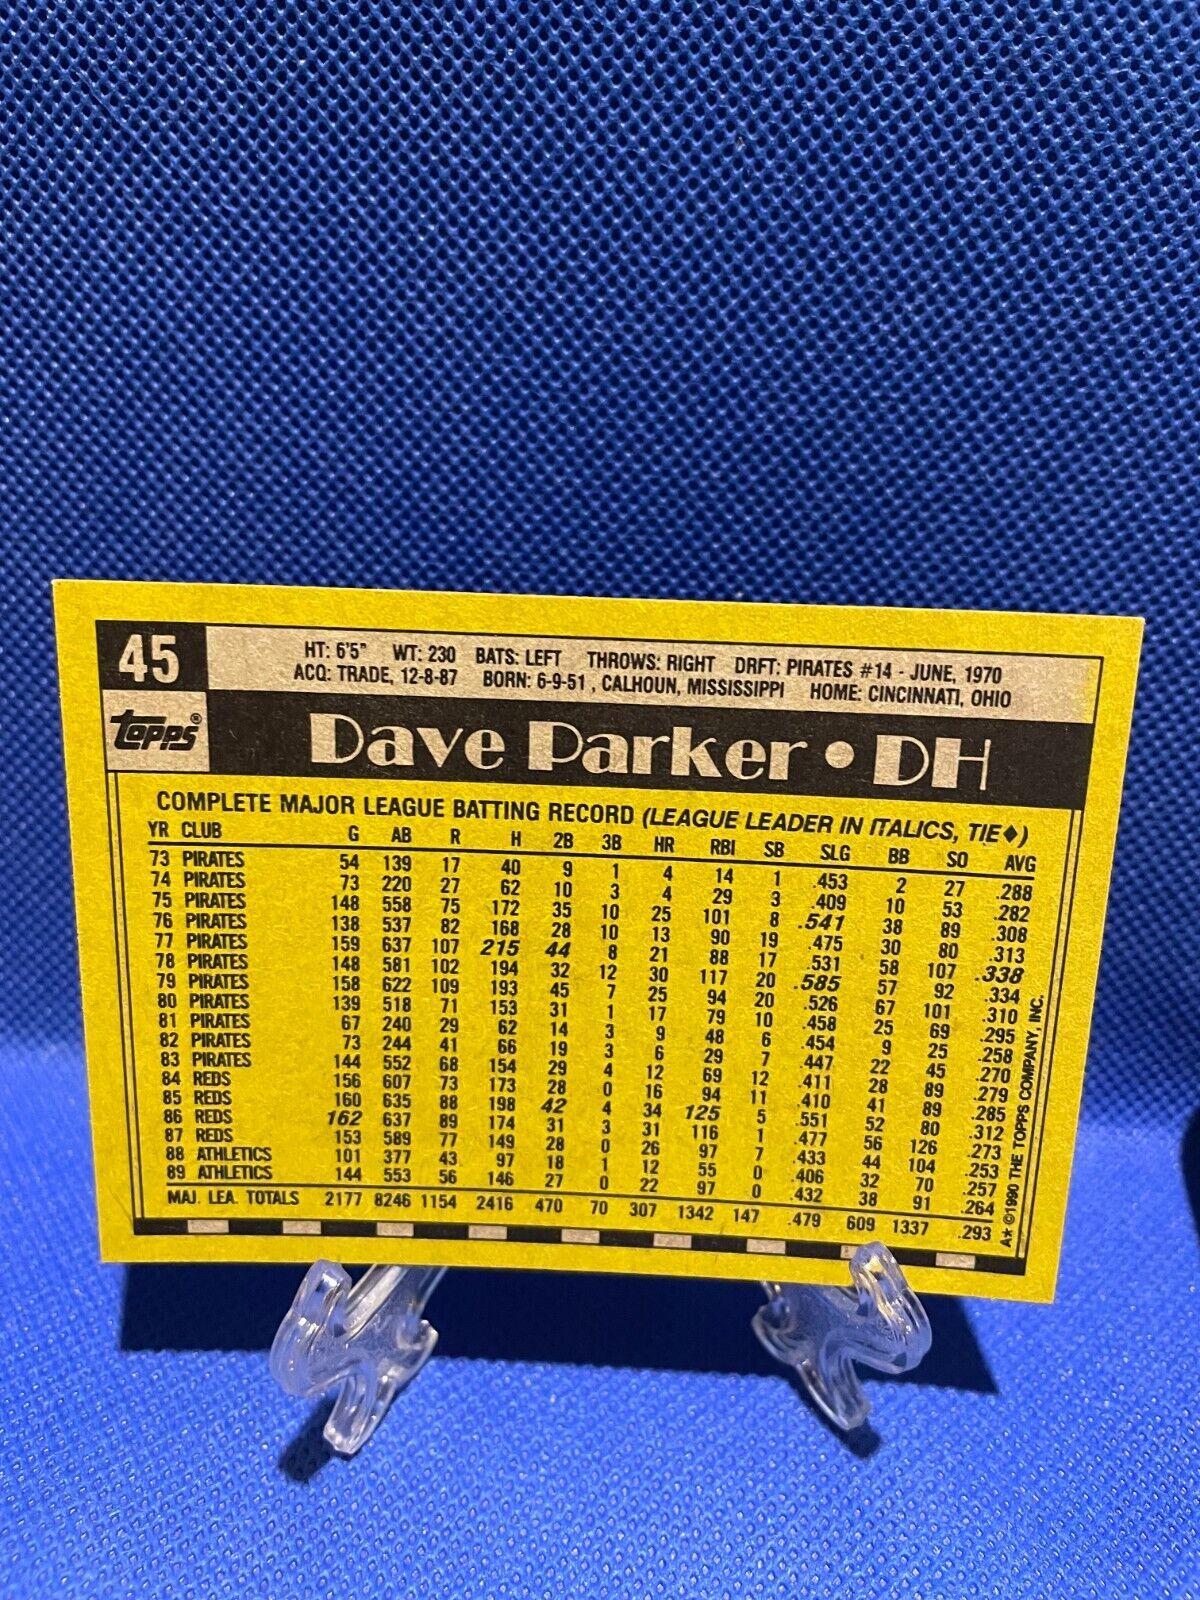 45
HT: 6'5" WT: 230 BATS: LEFT THROWS: RIGHT DRFT: PIRATES #14 - JUNE, 1970
ACQ: TRADE, 12-8-87 BORN: 6-9-51 , CALHOUN, MISSISSIPPI HOME: CINCINNATI, OHIO
topps®
Dave Parker • DH
COMPLETE MAJOR LEAGUE BATTING RECORD (LEAGUE LEADER IN ITALICS, TIE♦)
YR CLUB G AB R H 2B 3B HR RBI SB SLG BB SO AVG
73 PIRATES 54 139 17 40 9 1 4 14 1 .453 2 27 .288
74 PIRATES 73 220 27 62 10 3 4 29 3 .409 10 53 .282
75 PIRATES 148 558 75 172 35 10 25 101 8 .541 38 89 .308
76 PIRATES 138 537 82 168 28 10 13 90 19 .475 30 80 .313
77 PIRATES 159 637 107 215 44 8 21 88 17 .531 58 107 .338
78 PIRATES 148 581 102 194 32 12 30 117 20 .585 57 92 .334
79 PIRATES 158 622 109 193 45 7 25 94 20 .526 67 101 .310
80 PIRATES 139 518 71 153 31 1 17 79 10 .458 25 69 .295
81 PIRATES 67 240 29 62 14 3 9 48 6 .454 9 25 .258
82 PIRATES 73 244 41 66 19 3 6 29 7 .447 22 45 .270
83 PIRATES 144 552 68 154 29 4 12 69 12 .411 28 89 .279
84 REDS 156 607 73 173 28 0 16 94 11 .410 41 89 .285
85 REDS 160 635 88 198 42 4 34 125 5 .551 52 80 .312
86 REDS 162 637 89 174 31 3 31 116 1 .477 56 126 .273
87 REDS 153 589 77 149 28 0 26 97 7 .433 44 104 .253
88 ATHLETICS 101 377 43 97 18 1 12 55 0 .406 32 70 .257
89 ATHLETICS 144 553 56 146 27 0 22 97 0 .432 38 91 .264
MAJ. LEA. TOTALS 2177 8246 1154 2416 470 70 307 1342 147 .479 609 1337 .293
A* ©1990 THE TOPPS COMPANY, INC.